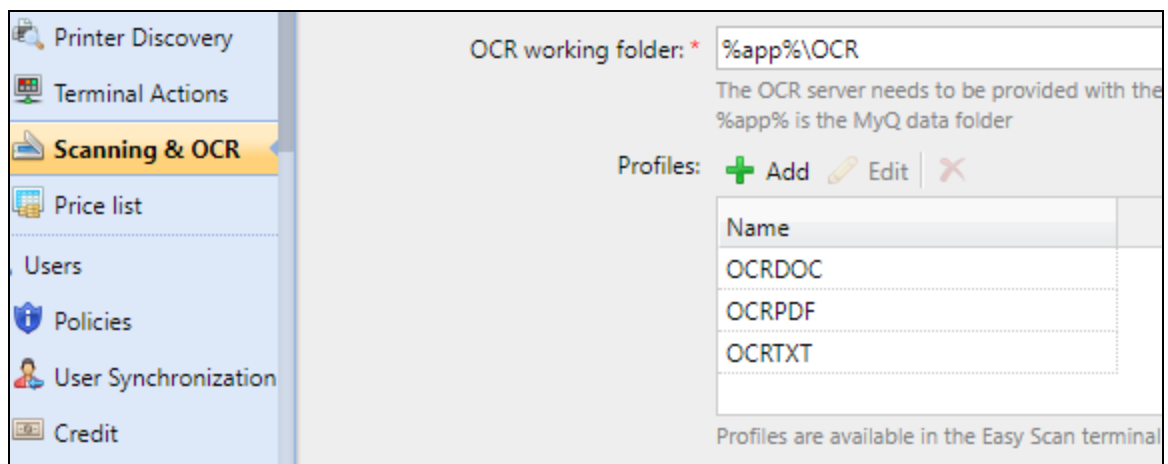 Printer Discovery
Terminal Actions
Scanning & OCR
Price list
Users
Policies
User Synchronization
Credit
OCR working folder: * %app%\OCR
The OCR server needs to be provided with the
%app% is the MyQ data folder
Profiles: Add Edit
Name
OCRDOC
OCRPDF
OCRTXT
Profiles are available in the Easy Scan terminal